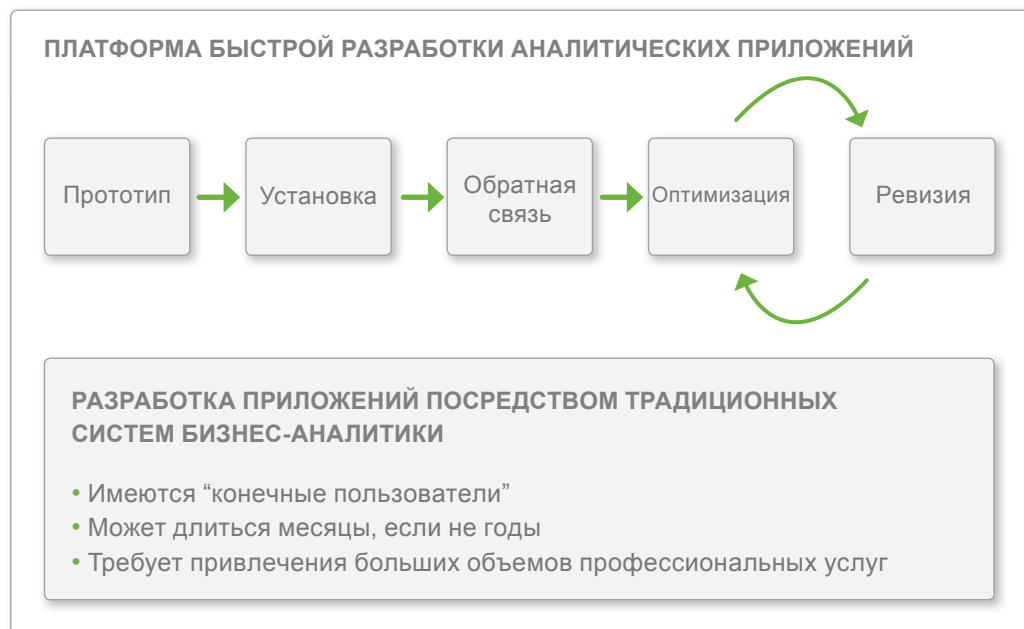 ПЛАТФОРМА БЫСТРОЙ РАЗРАБОТКИ АНАЛИТИЧЕСКИХ ПРИЛОЖЕНИЙ
Прототип
Установка
Обратная
связь
Оптимизация
Ревизия
РАЗРАБОТКА ПРИЛОЖЕНИЙ ПОСРЕДСТВОМ ТРАДИЦИОННЫХ
СИСТЕМ БИЗНЕС-АНАЛИТИКИ
• Имеются “конечные пользователи”
• Может длиться месяцы, если не годы
• Требует привлечения больших объемов профессиональных услуг